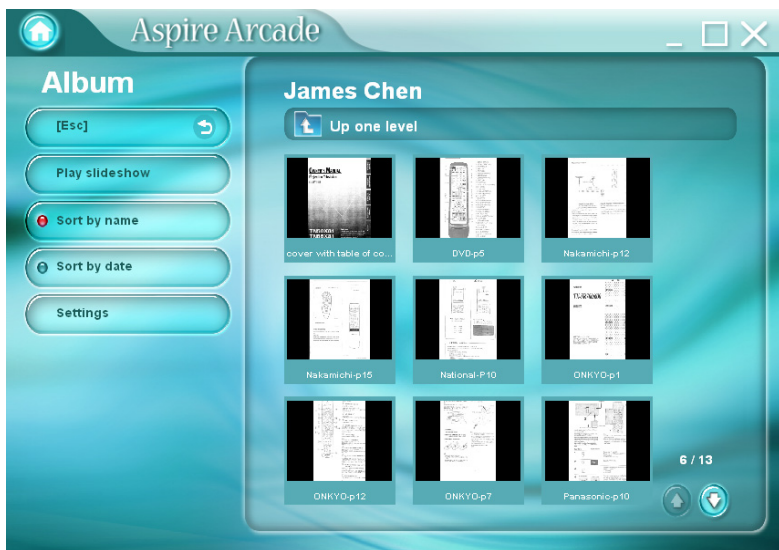 Aspire Arcade
Album
[Esc]
Play slideshow
Sort by name
Sort by date
Settings
James Chen
Up one level
cover with table of co...
DVD-p5
Nakamichi-p12
Nakamichi-p15
National-P10
ONKYO-p1
ONKYO-p12
ONKYO-p7
Panasonic-p10
6 / 13